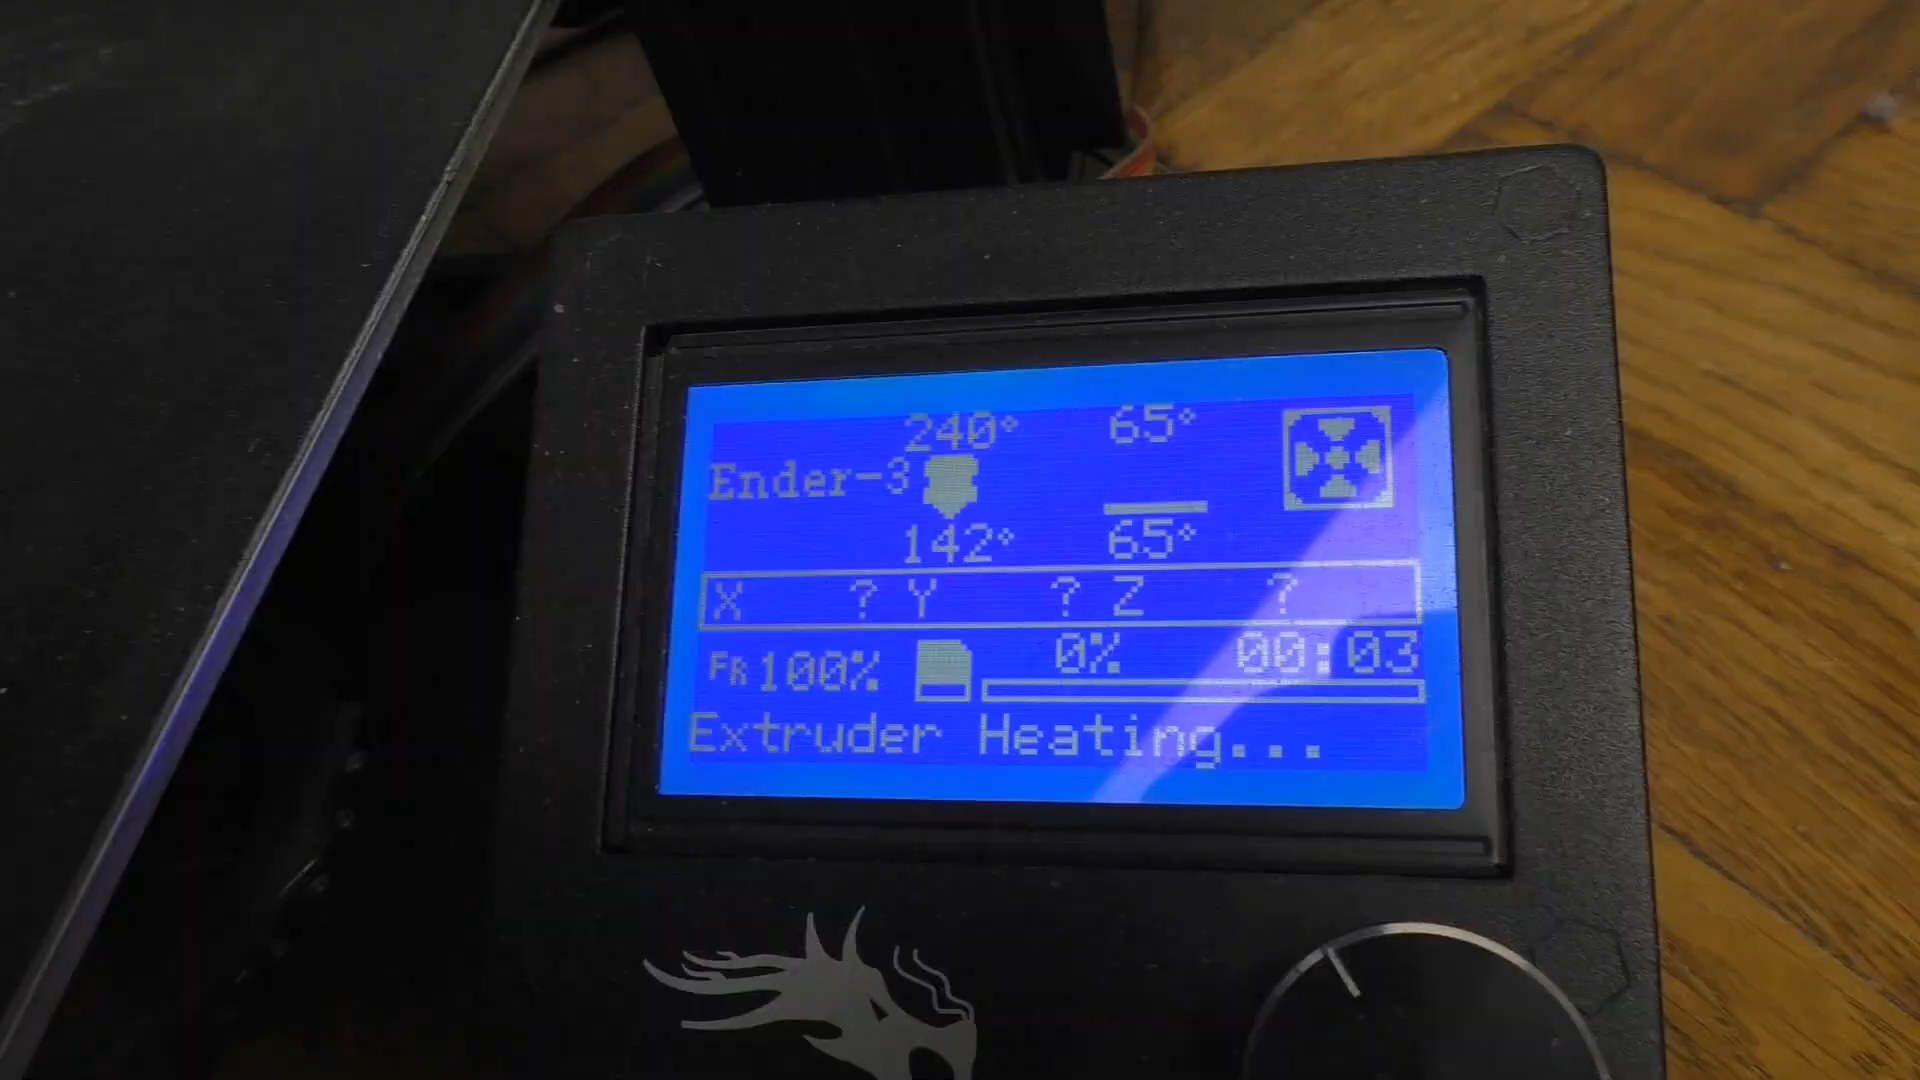 240° 65°
Ender-3
142° 65°
X ? Y ? Z ?
FR 100% 0% 00:03
Extruder Heating...